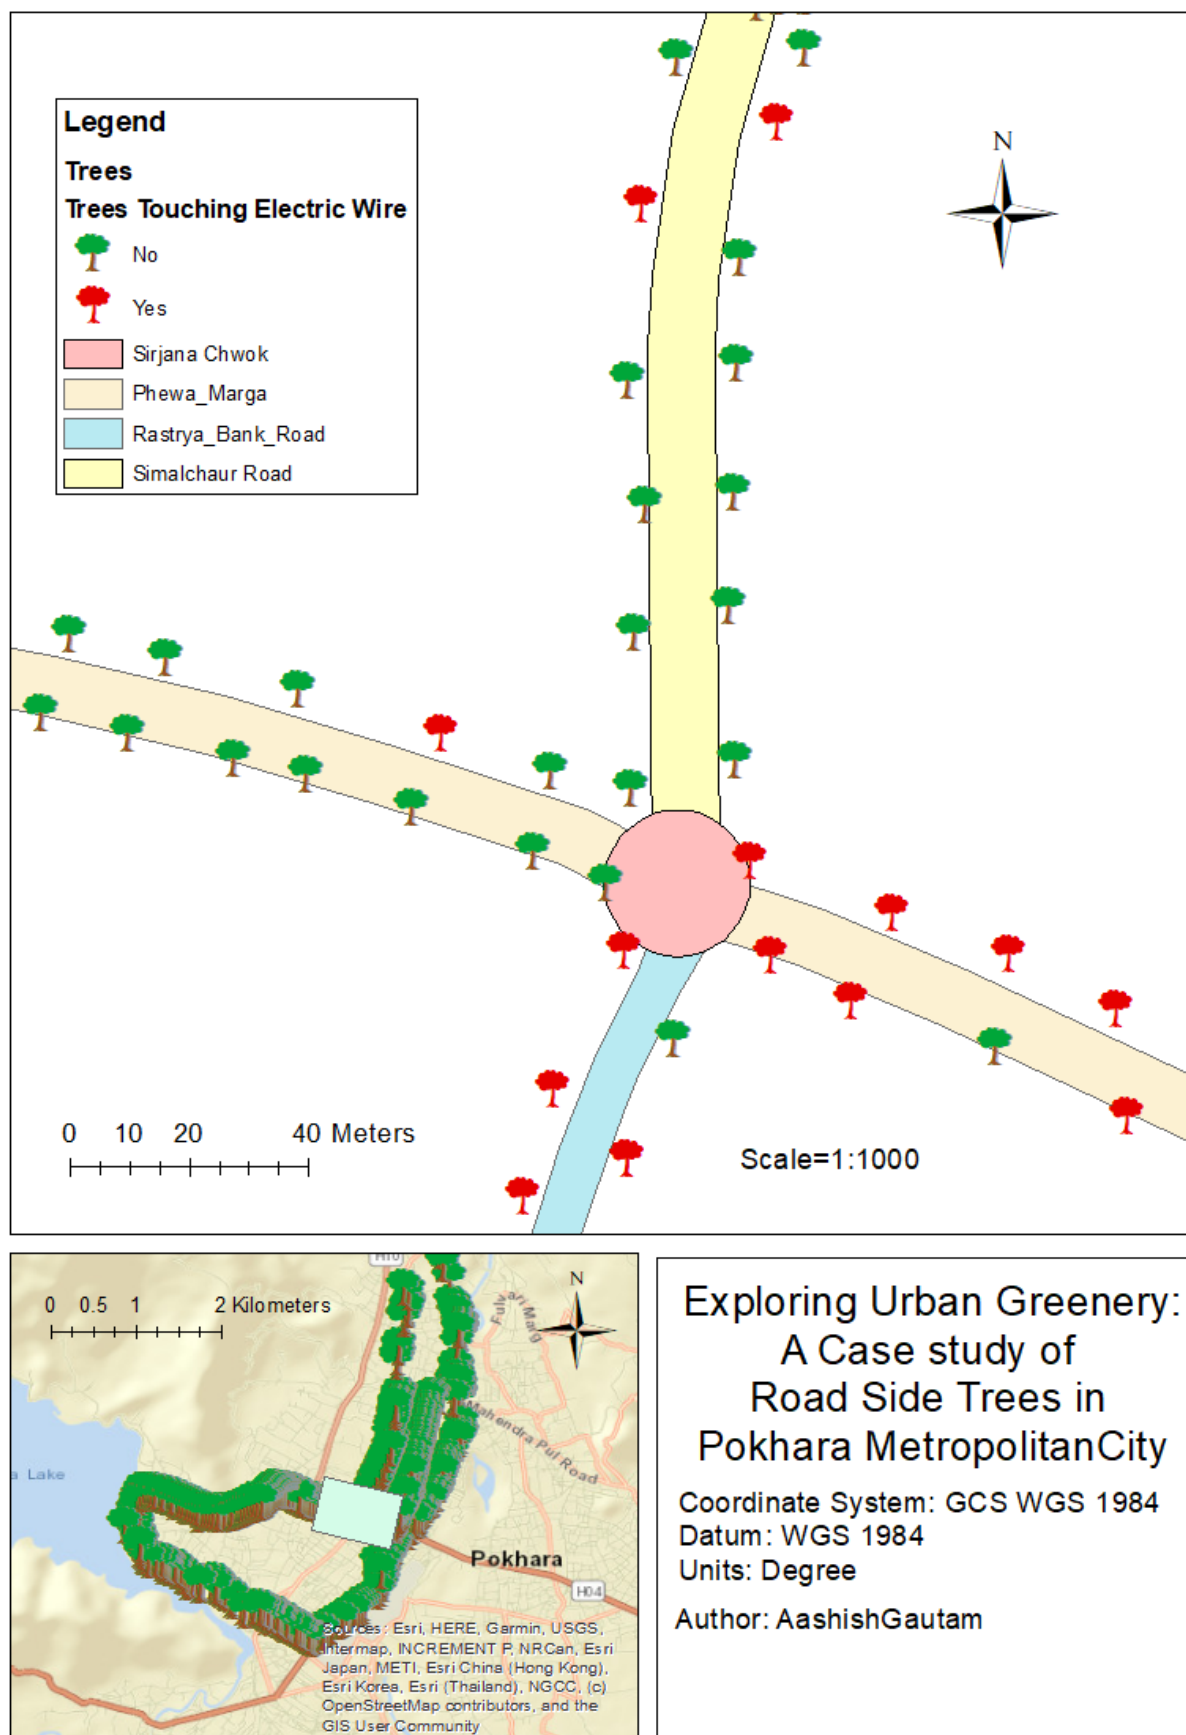 Legend
Trees
Trees Touching Electric Wire
No
Yes
Sirjana Chwok
Phewa_Marga
Rastrya_Bank_Road
Simalchaur Road
N
0 10 20 40 Meters
Scale=1:1000
0 0.5 1 2 Kilometers
N
H10
Fulvari Marg
Mahendra Pul Road
a Lake
Pokhara
H04
Sources: Esri, HERE, Garmin, USGS,
Intermap, INCREMENT P, NRCan, Esri
Japan, METI, Esri China (Hong Kong),
Esri Korea, Esri (Thailand), NGCC, (c)
OpenStreetMap contributors, and the
GIS User Community
Exploring Urban Greenery:
A Case study of
Road Side Trees in
Pokhara MetropolitanCity
Coordinate System: GCS WGS 1984
Datum: WGS 1984
Units: Degree
Author: AashishGautam